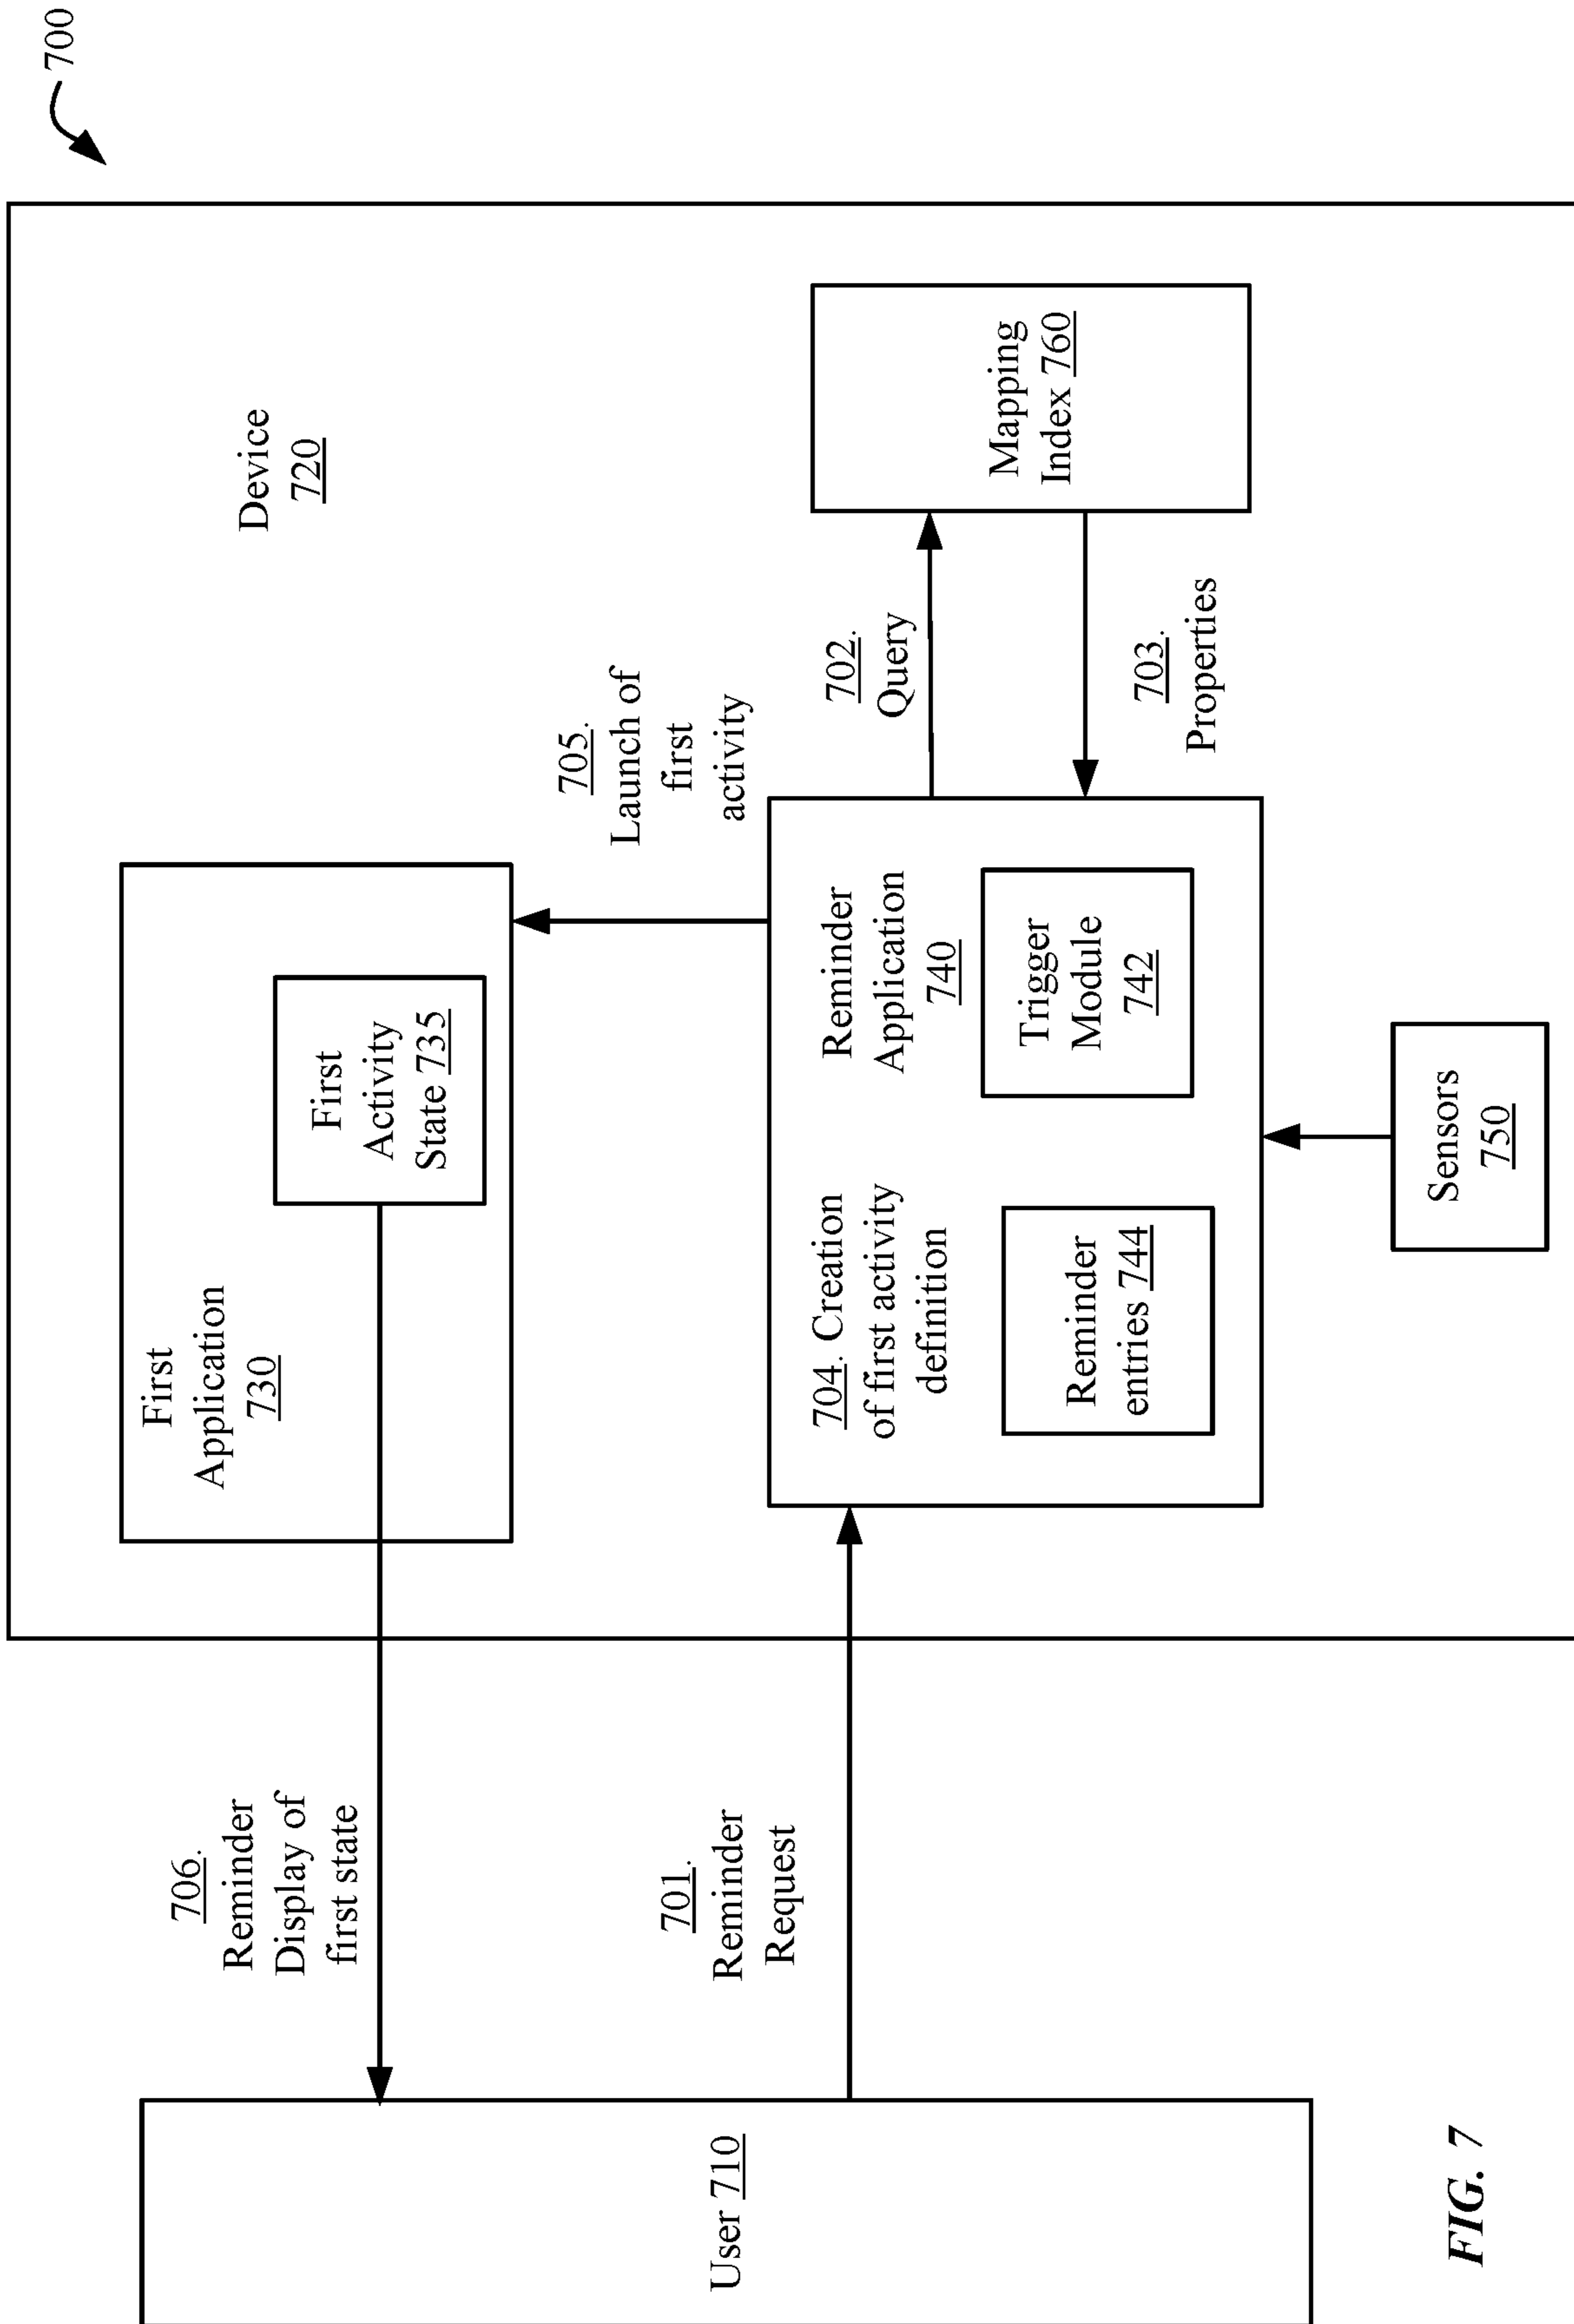 700
Device
720
First
Application
730
First
Activity
State 735
705.
Launch of
first
activity
706.
Reminder
Display of
first state
User 710
701.
Reminder
Request
704. Creation
of first activity
definition
Reminder
Application
740
Reminder
entries 744
Trigger
Module
742
702.
Query
703.
Properties
Mapping
Index 760
Sensors
750
FIG. 7